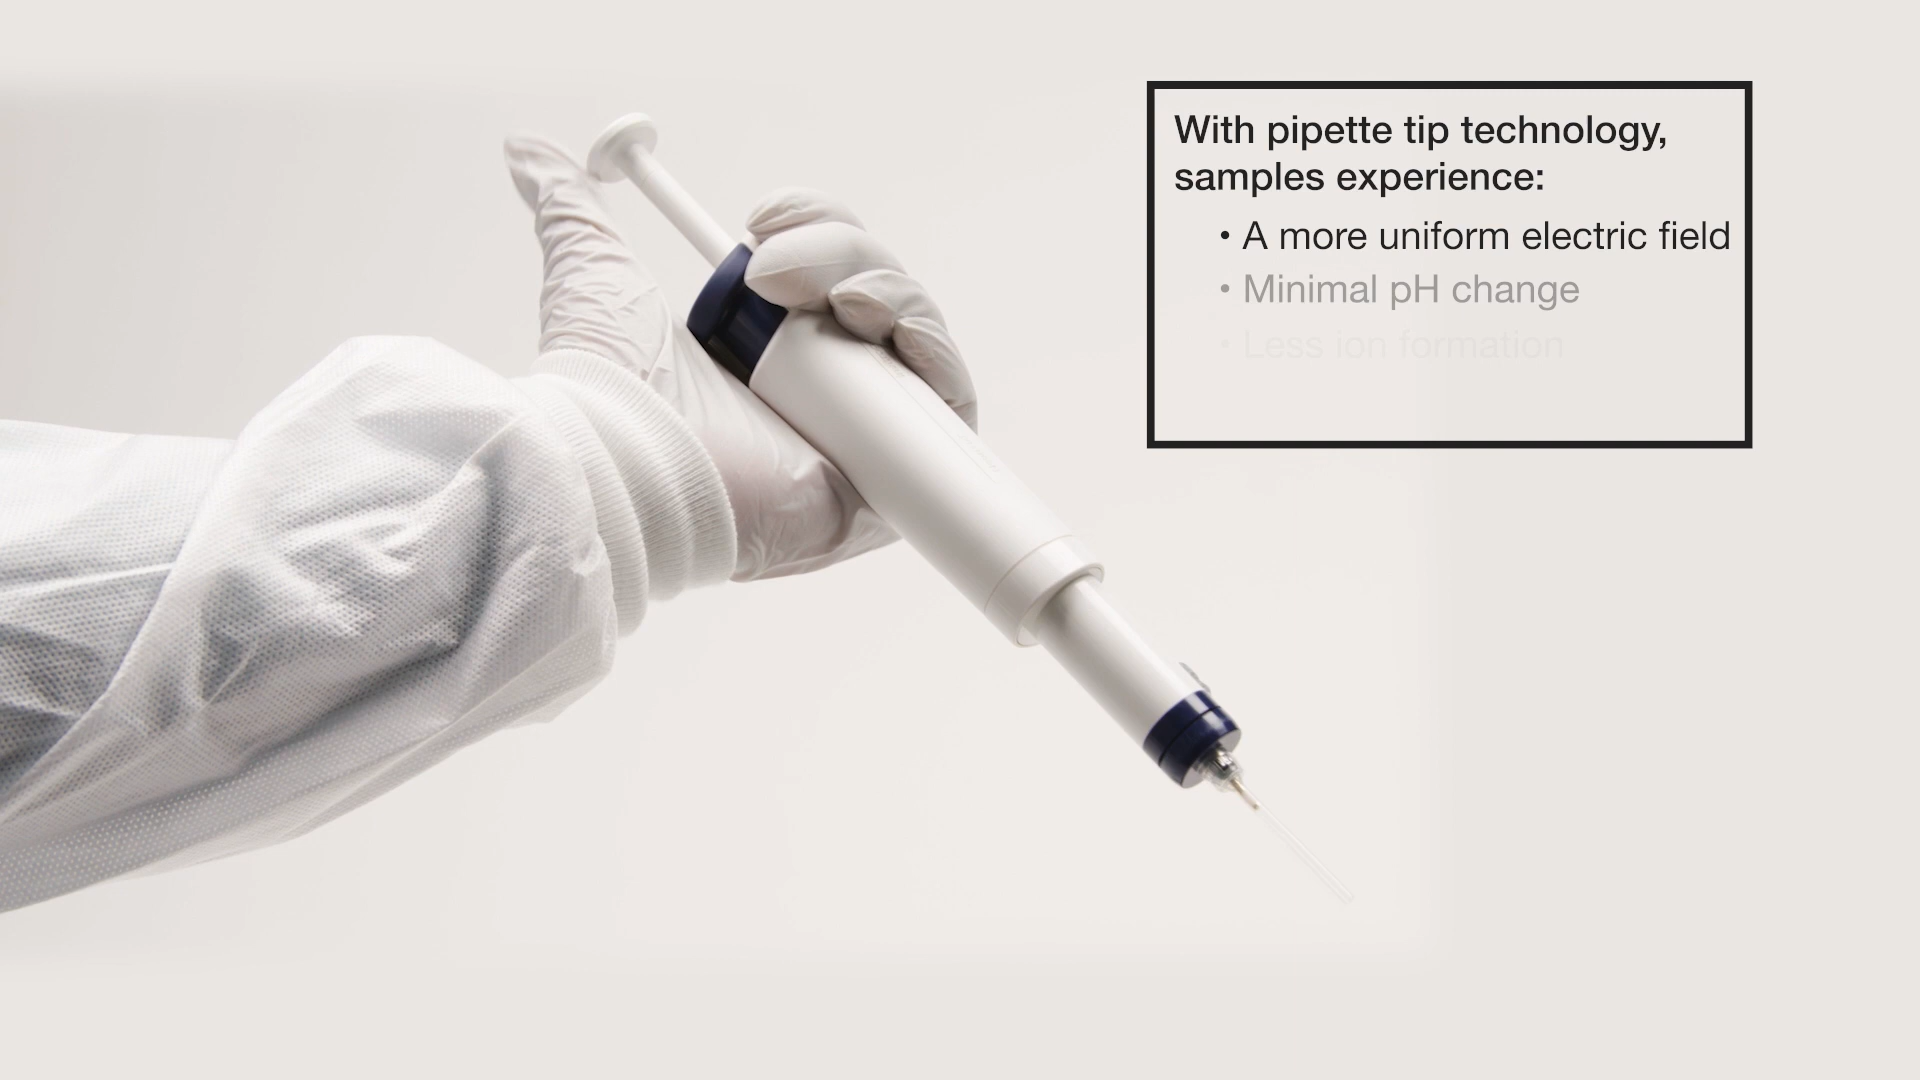 With pipette tip technology,
samples experience:
• A more uniform electric field
• Minimal pH change
• Less ion formation